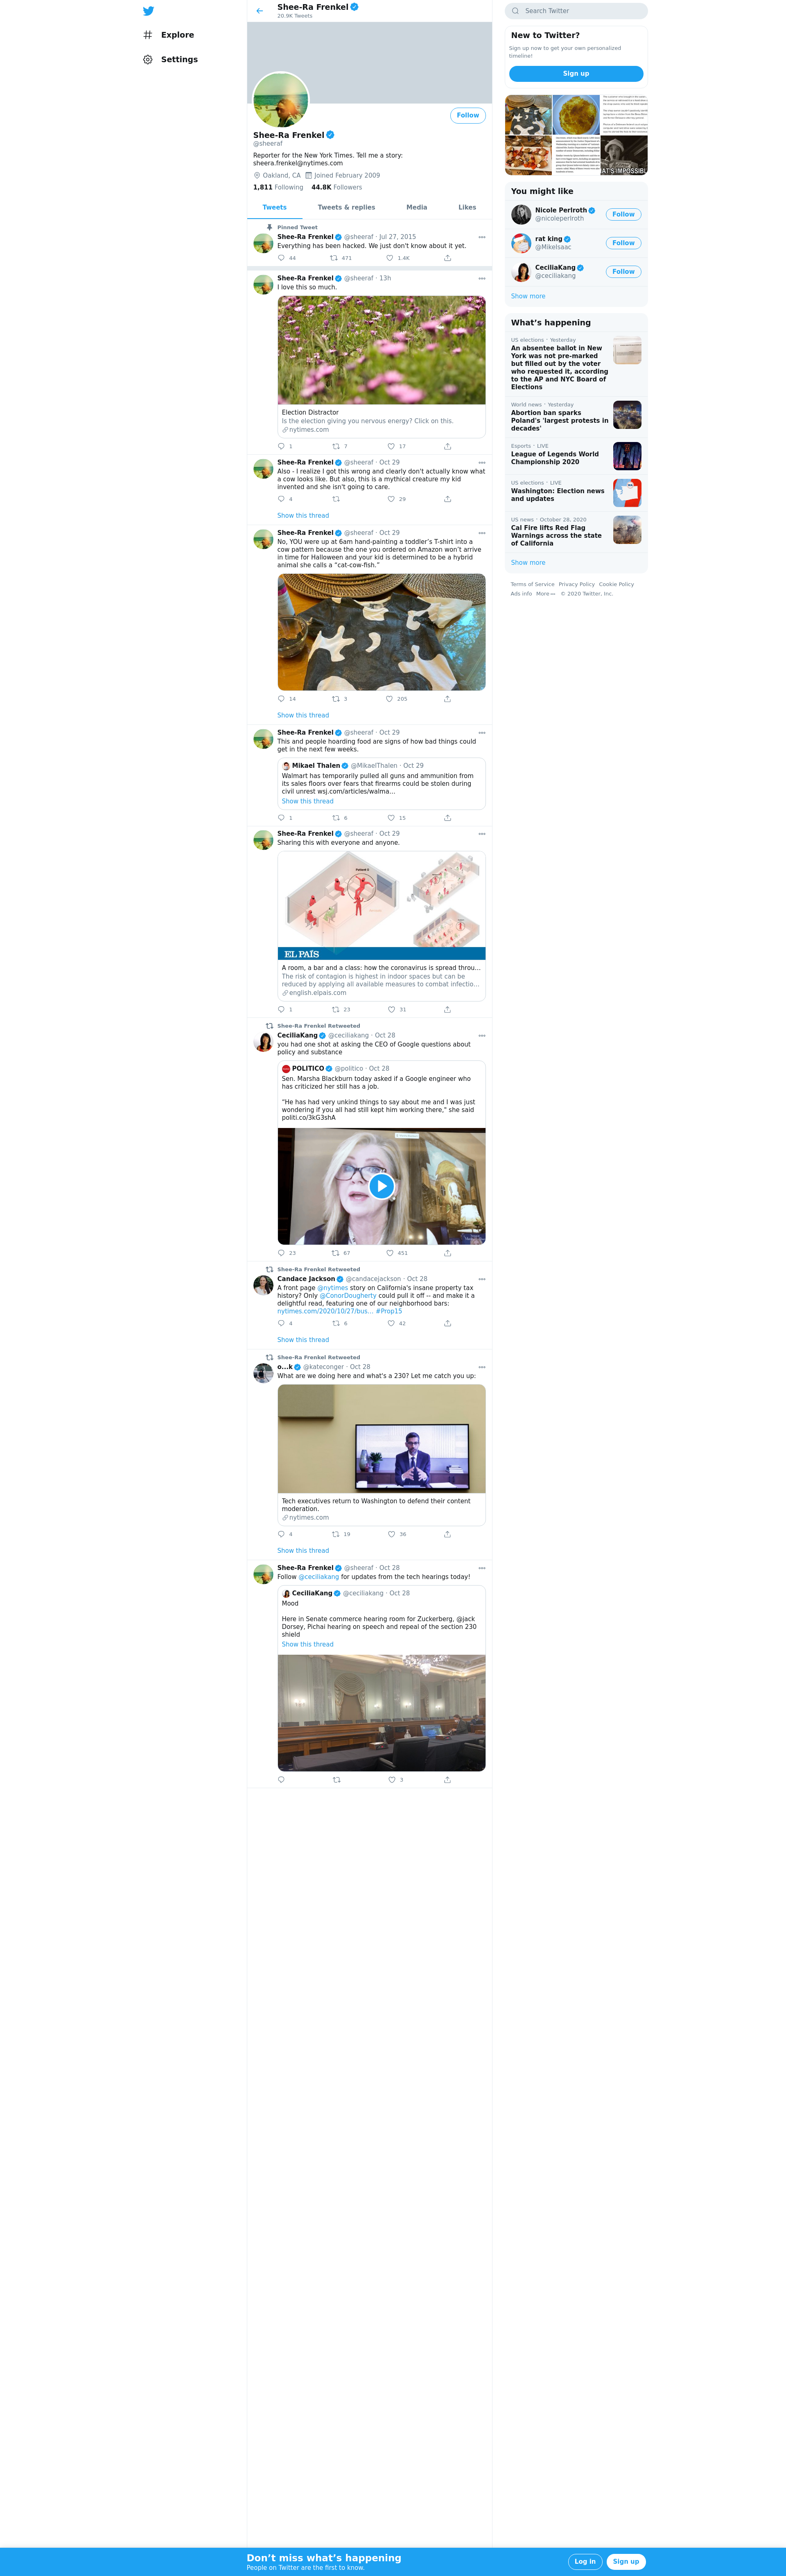 Explore
Settings
Shee-Ra Frenkel
20.9K Tweets
Follow
Shee-Ra Frenkel
@sheeraf
Reporter for the New York Times. Tell me a story:
sheera.frenkel@nytimes.com
Oakland, CA Joined February 2009
1,811 Following 44.8K Followers
Tweets Tweets & replies Media Likes
Pinned Tweet
Shee-Ra Frenkel @sheeraf · Jul 27, 2015
Everything has been hacked. We just don't know about it yet.
44 471 1.4K
Shee-Ra Frenkel @sheeraf · 13h
I love this so much.
Election Distractor
Is the election giving you nervous energy? Click on this.
nytimes.com
1 7 17
Shee-Ra Frenkel @sheeraf · Oct 29
Also - I realize I got this wrong and clearly don't actually know what
a cow looks like. But also, this is a mythical creature my kid
invented and she isn't going to care.
4 29
Show this thread
Shee-Ra Frenkel @sheeraf · Oct 29
No, YOU were up at 6am hand-painting a toddler's T-shirt into a
cow pattern because the one you ordered on Amazon won't arrive
in time for Halloween and your kid is determined to be a hybrid
animal she calls a "cat-cow-fish."
14 3 205
Show this thread
Shee-Ra Frenkel @sheeraf · Oct 29
This and people hoarding food are signs of how bad things could
get in the next few weeks.
Mikael Thalen @MikaelThalen · Oct 29
Walmart has temporarily pulled all guns and ammunition from
its sales floors over fears that firearms could be stolen during
civil unrest wsj.com/articles/walma...
Show this thread
1 6 15
Shee-Ra Frenkel @sheeraf · Oct 29
Sharing this with everyone and anyone.
EL PAÍS
A room, a bar and a class: how the coronavirus is spread throu...
The risk of contagion is highest in indoor spaces but can be
reduced by applying all available measures to combat infectio...
english.elpais.com
1 23 31
Shee-Ra Frenkel Retweeted
CeciliaKang @ceciliakang · Oct 28
you had one shot at asking the CEO of Google questions about
policy and substance
POLITICO @politico · Oct 28
Sen. Marsha Blackburn today asked if a Google engineer who
has criticized her still has a job.
"He has had very unkind things to say about me and I was just
wondering if you all had still kept him working there," she said
politi.co/3kG3shA
23 67 451
Shee-Ra Frenkel Retweeted
Candace Jackson @candacejackson · Oct 28
A front page @nytimes story on California's insane property tax
history? Only @ConorDougherty could pull it off -- and make it a
delightful read, featuring one of our neighborhood bars:
nytimes.com/2020/10/27/bus... #Prop15
4 6 42
Show this thread
Shee-Ra Frenkel Retweeted
o...k @kateconger · Oct 28
What are we doing here and what's a 230? Let me catch you up:
Tech executives return to Washington to defend their content
moderation.
nytimes.com
4 19 36
Show this thread
Shee-Ra Frenkel @sheeraf · Oct 28
Follow @ceciliakang for updates from the tech hearings today!
CeciliaKang @ceciliakang · Oct 28
Mood
Here in Senate commerce hearing room for Zuckerberg, @jack
Dorsey, Pichai hearing on speech and repeal of the section 230
shield
Show this thread
3
Search Twitter
New to Twitter?
Sign up now to get your own personalized
timeline!
Sign up
AT'S IMPOSSIBL
You might like
Nicole Perlroth
@nicoleperlroth
Follow
rat king
@MikeIsaac
Follow
CeciliaKang
@ceciliakang
Follow
Show more
What's happening
US elections · Yesterday
An absentee ballot in New
York was not pre-marked
but filled out by the voter
who requested it, according
to the AP and NYC Board of
Elections
World news · Yesterday
Abortion ban sparks
Poland's 'largest protests in
decades'
Esports · LIVE
League of Legends World
Championship 2020
US elections · LIVE
Washington: Election news
and updates
US news · October 28, 2020
Cal Fire lifts Red Flag
Warnings across the state
of California
Show more
Terms of Service Privacy Policy Cookie Policy
Ads info More © 2020 Twitter, Inc.
Don't miss what's happening
People on Twitter are the first to know.
Log in
Sign up